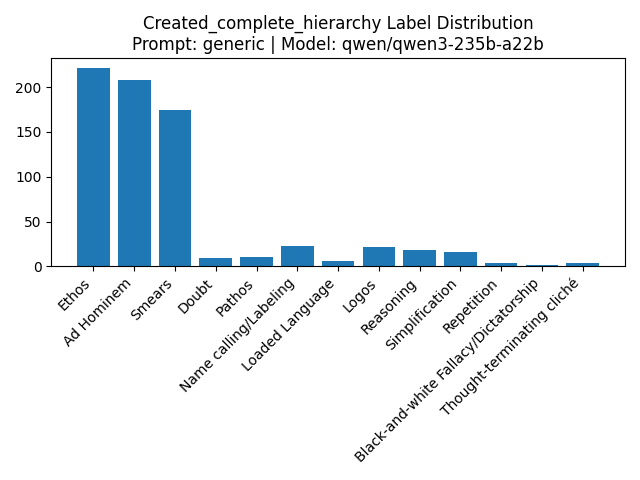 Created_complete_hierarchy Label Distribution
Prompt: generic | Model: qwen/qwen3-235b-a22b
200
150
100
50
0
Ethos
Ad Hominem
Smears
Doubt
Pathos
Name calling/Labeling
Loaded Language
Logos
Reasoning
Simplification
Repetition
Black-and-white Fallacy/Dictatorship
Thought-terminating cliché